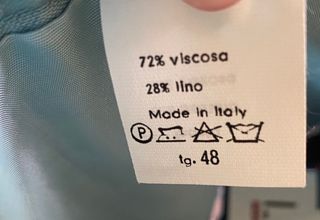 72% viscosa
28% lino
Made in Italy
P
tg. 48